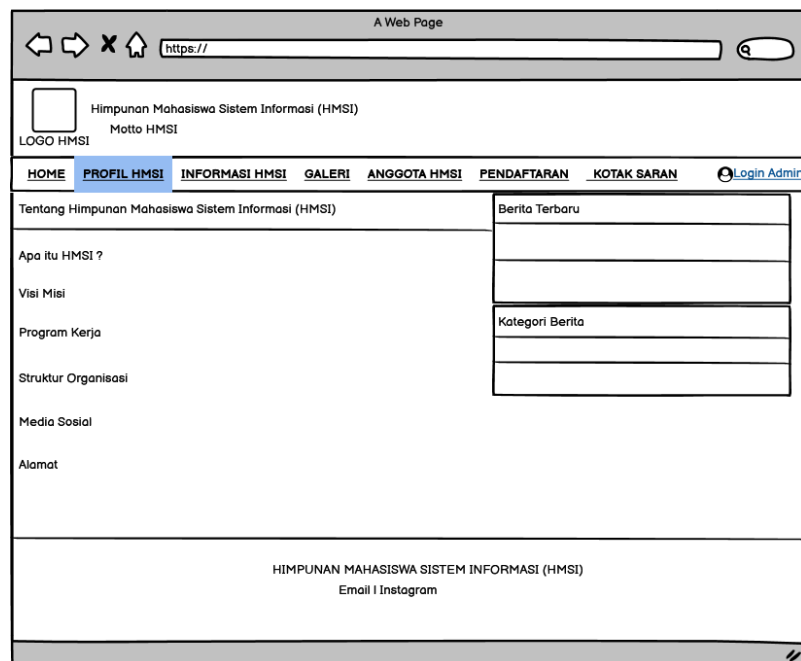 A Web Page
https://
Himpunan Mahasiswa Sistem Informasi (HMSI)
Motto HMSI
LOGO HMSI
HOME PROFIL HMSI INFORMASI HMSI GALERI ANGGOTA HMSI PENDAFTARAN KOTAK SARAN Login Admin
Tentang Himpunan Mahasiswa Sistem Informasi (HMSI)
Apa itu HMSI ?
Visi Misi
Program Kerja
Struktur Organisasi
Media Sosial
Alamat
Berita Terbaru
Kategori Berita
HIMPUNAN MAHASISWA SISTEM INFORMASI (HMSI)
Email I Instagram